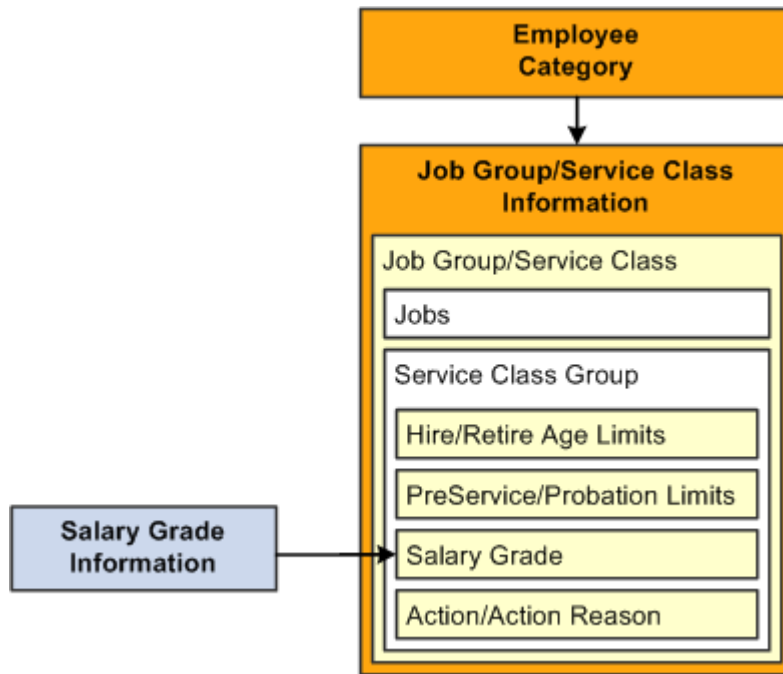 Employee
Category
Job Group/Service Class
Information
Job Group/Service Class
Jobs
Service Class Group
Hire/Retire Age Limits
PreService/Probation Limits
Salary Grade
Information
Salary Grade
Action/Action Reason